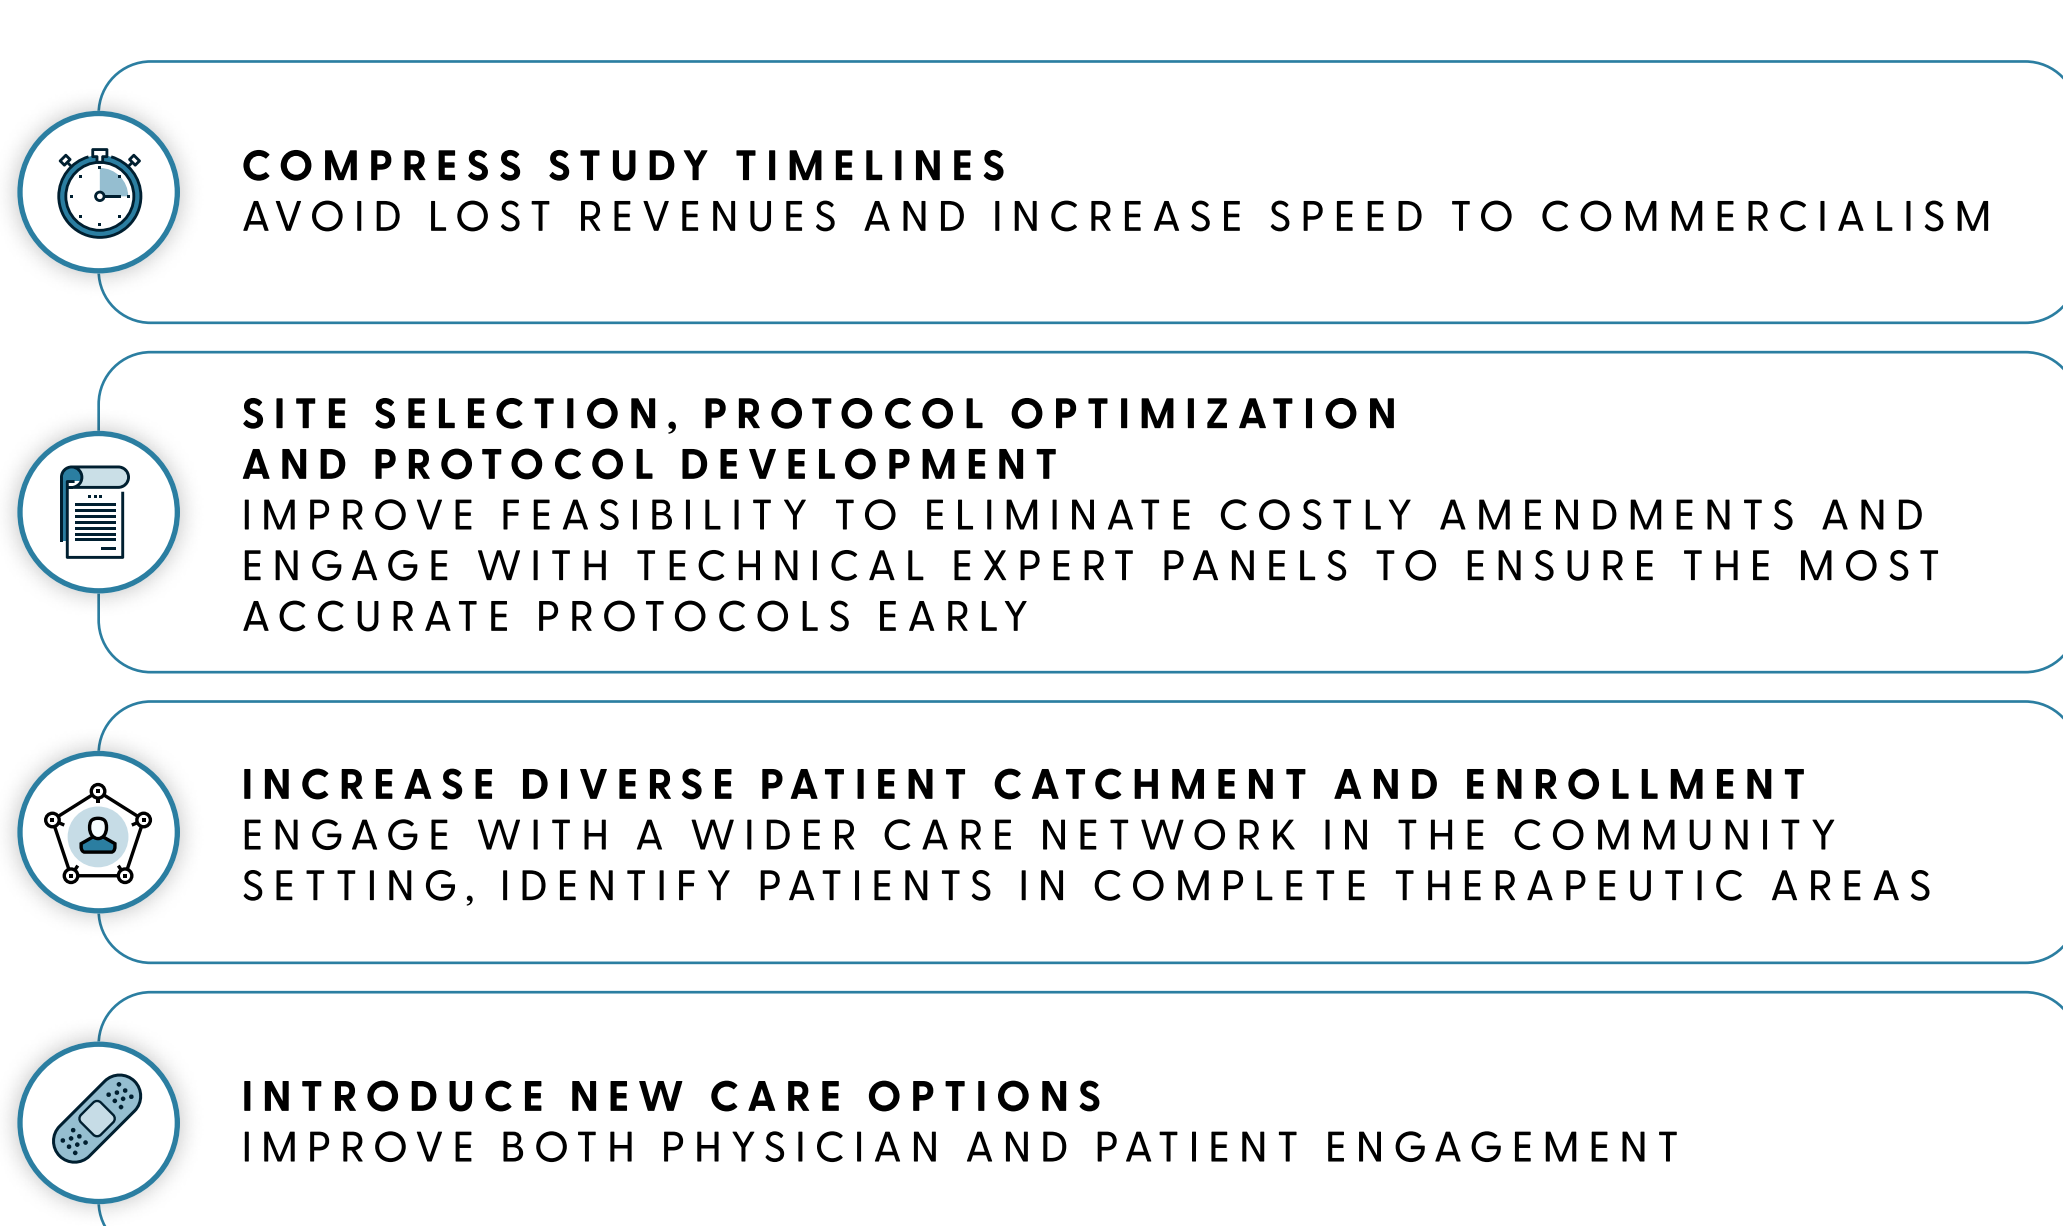 COMPRESS STUDY TIMELINES
AVOID LOST REVENUES AND INCREASE SPEED TO COMMERCIALISM
SITE SELECTION, PROTOCOL OPTIMIZATION
AND PROTOCOL DEVELOPMENT
IMPROVE FEASIBILITY TO ELIMINATE COSTLY AMENDMENTS AND
ENGAGE WITH TECHNICAL EXPERT PANELS TO ENSURE THE MOST
ACCURATE PROTOCOLS EARLY
INCREASE DIVERSE PATIENT CATCHMENT AND ENROLLMENT
ENGAGE WITH A WIDER CARE NETWORK IN THE COMMUNITY
SETTING, IDENTIFY PATIENTS IN COMPLETE THERAPEUTIC AREAS
INTRODUCE NEW CARE OPTIONS
IMPROVE BOTH PHYSICIAN AND PATIENT ENGAGEMENT